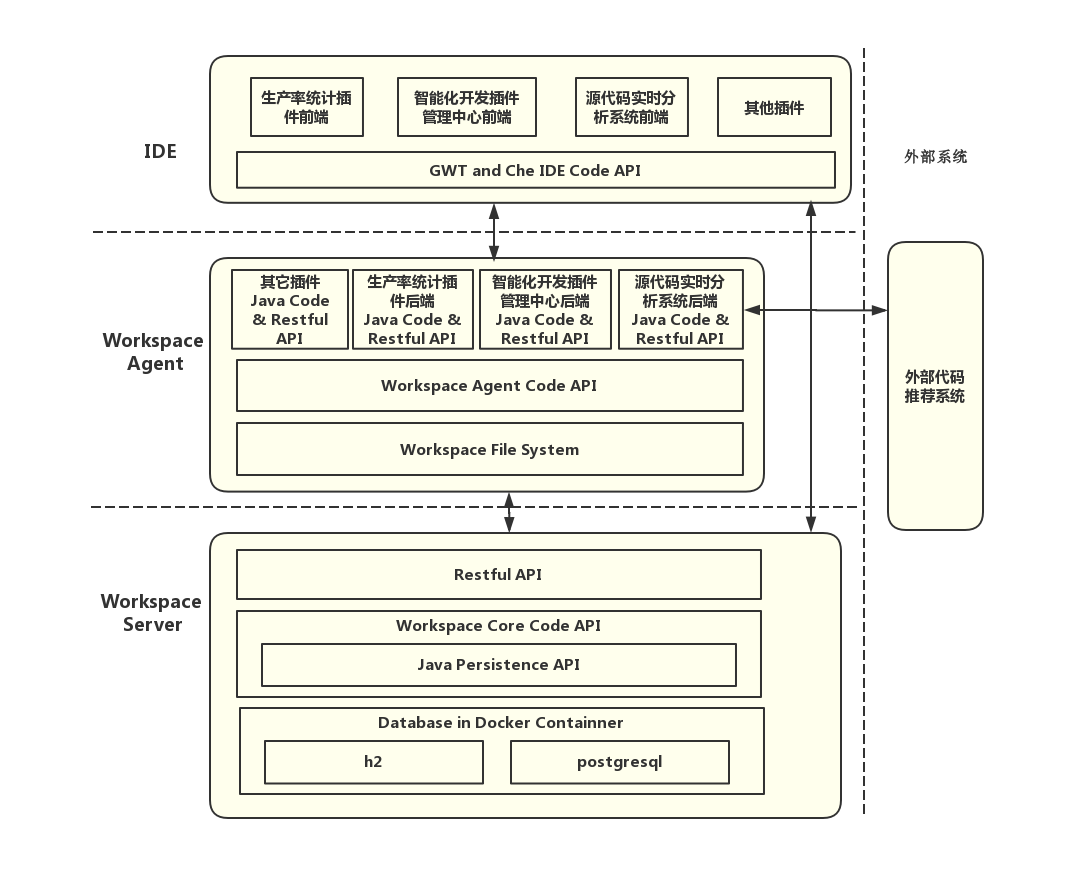 生产率统计插
件前端
智能化开发插件
管理中心前端
源代码实时分
析系统前端
其他插件
IDE
GWT and Che IDE Code API
外部系统
其它插件
Java Code
& Restful
API
生产率统计插
件后端
Java Code &
Restful API
智能化开发插件
管理中心后端
Java Code &
Restful API
源代码实时分
析系统后端
Java Code &
Restful API
Workspace
Agent
Workspace Agent Code API
外部代码
推荐系统
Workspace File System
Restful API
Workspace
Server
Workspace Core Code API
Java Persistence API
Database in Docker Containner
h2
postgresql